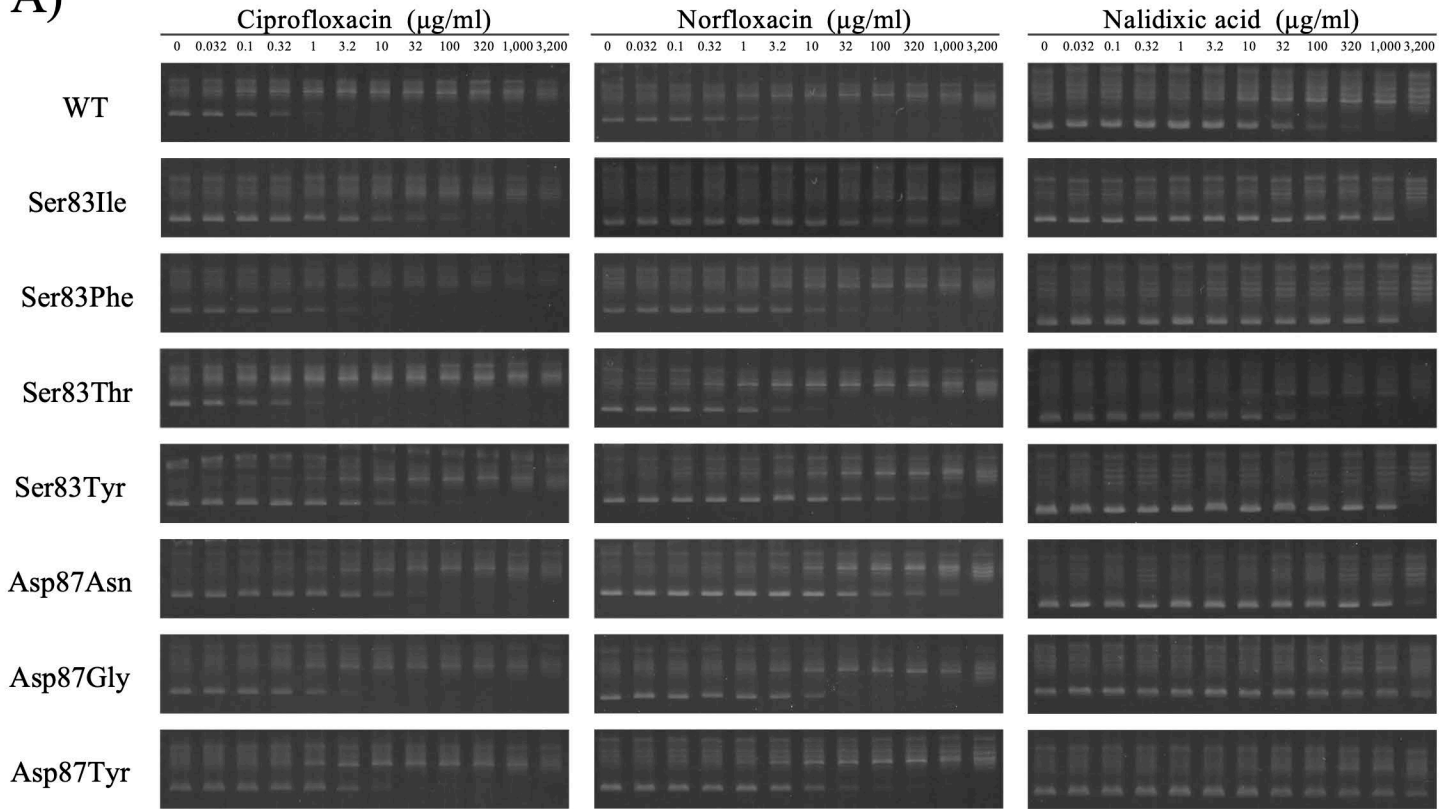 A)
Ciprofloxacin (μg/ml) Norfloxacin (μg/ml) Nalidixic acid (μg/ml)
0 0.032 0.1 0.32 1 3.2 10 32 100 320 1,000 3,200 0 0.032 0.1 0.32 1 3.2 10 32 100 320 1,000 3,200 0 0.032 0.1 0.32 1 3.2 10 32 100 320 1,000 3,200
WT
Ser83Ile
Ser83Phe
Ser83Thr
Ser83Tyr
Asp87Asn
Asp87Gly
Asp87Tyr